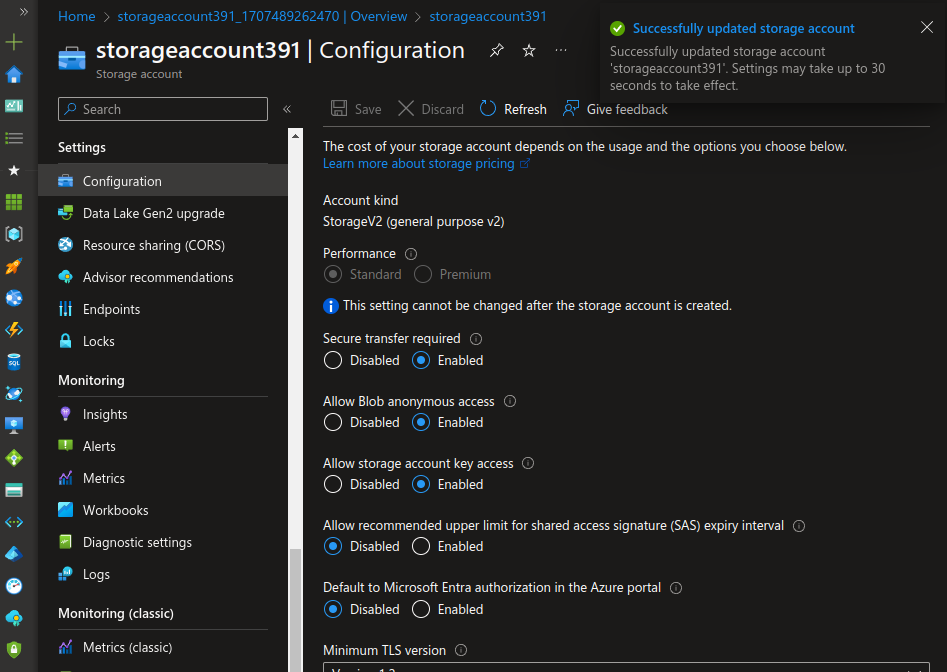 Home > storageaccount391_1707489262470 | Overview > storageaccount391
storageaccount391 | Configuration
Storage account
Successfully updated storage account
Successfully updated storage account
'storageaccount391'. Settings may take up to 30
seconds to take effect.
Search
Save
Discard
Refresh
Give feedback
Settings
Configuration
Data Lake Gen2 upgrade
Resource sharing (CORS)
Advisor recommendations
Endpoints
Locks
Monitoring
Insights
Alerts
Metrics
Workbooks
Diagnostic settings
Logs
Monitoring (classic)
Metrics (classic)
The cost of your storage account depends on the usage and the options you choose below.
Learn more about storage pricing
Account kind
StorageV2 (general purpose v2)
Performance
Standard Premium
This setting cannot be changed after the storage account is created.
Secure transfer required
Disabled Enabled
Allow Blob anonymous access
Disabled Enabled
Allow storage account key access
Disabled Enabled
Allow recommended upper limit for shared access signature (SAS) expiry interval
Disabled Enabled
Default to Microsoft Entra authorization in the Azure portal
Disabled Enabled
Minimum TLS version